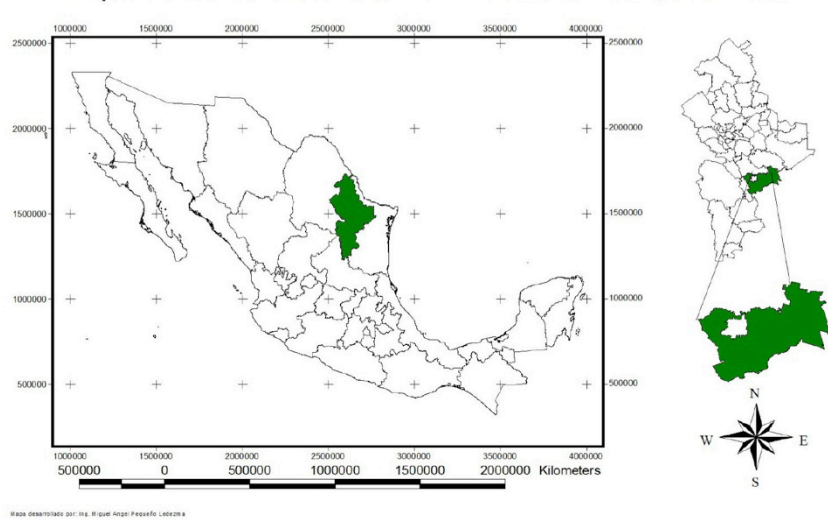 1000000 1500000 2000000 2500000 3000000 3500000 4000000
2500000 2500000
2000000 2000000
1500000 1500000
1000000 1000000
500000 500000
1000000 1500000 2000000 2500000 3000000 3500000 4000000
500000 0 500000 1000000 1500000 2000000 Kilometers
N
W E
S
Mapa desarrollado por: Ing. Miguel Angel Pequeño Ledezma